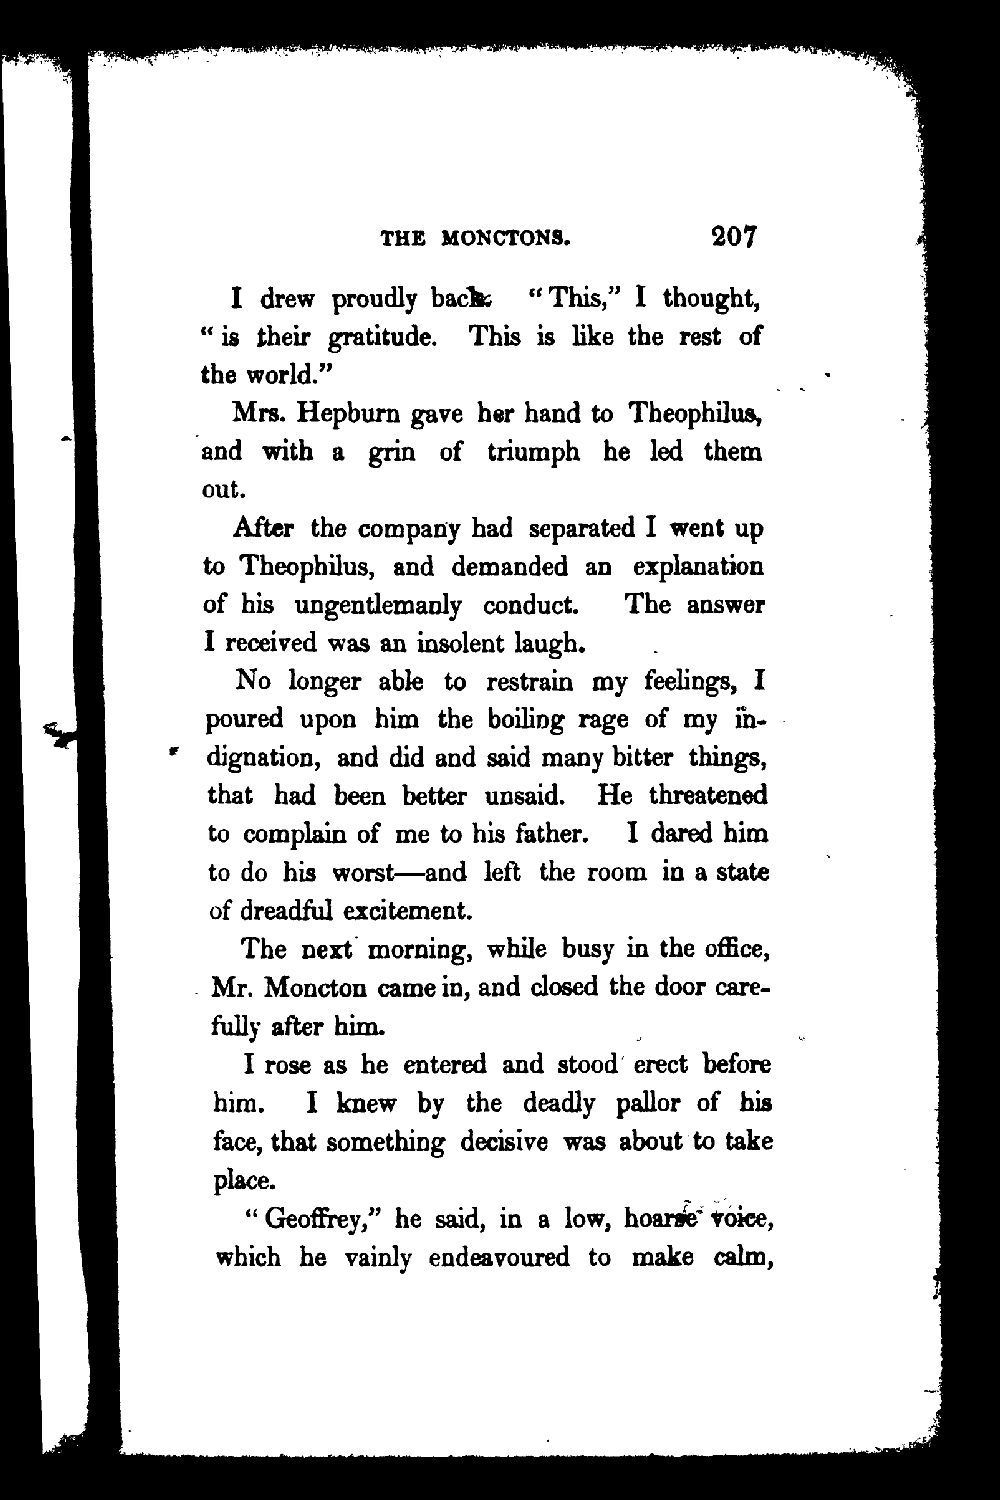 THE MONCTONS. 207
I drew proudly back. “This,” I thought,
“is their gratitude. This is like the rest of
the world.”
Mrs. Hepburn gave her hand to Theophilus,
and with a grin of triumph he led them
out.
After the company had separated I went up
to Theophilus, and demanded an explanation
of his ungentlemanly conduct. The answer
I received was an insolent laugh.
No longer able to restrain my feelings, I
poured upon him the boiling rage of my in-
dignation, and did and said many bitter things,
that had been better unsaid. He threatened
to complain of me to his father. I dared him
to do his worst—and left the room in a state
of dreadful excitement.
The next morning, while busy in the office,
Mr. Moncton came in, and closed the door care-
fully after him.
I rose as he entered and stood erect before
him. I knew by the deadly pallor of his
face, that something decisive was about to take
place.
“Geoffrey,” he said, in a low, hoarse voice,
which he vainly endeavoured to make calm,